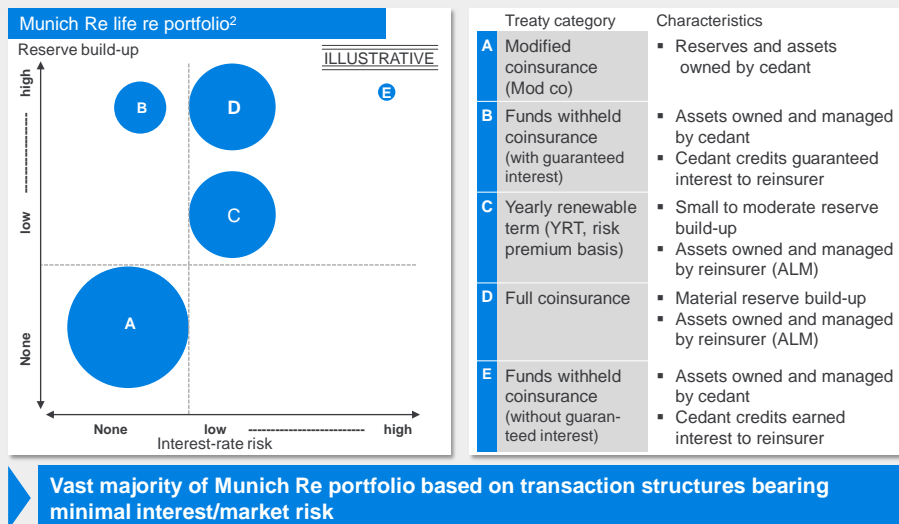 Munich Re life re portfolio2
Reserve build-up
ILLUSTRATIVE
high
low
None
B
D
E
C
A
None low ------------------------- high
Interest-rate risk
Treaty category Characteristics
A Modified coinsurance (Mod co)
▪ Reserves and assets owned by cedant
B Funds withheld coinsurance (with guaranteed interest)
▪ Assets owned and managed by cedant
▪ Cedant credits guaranteed interest to reinsurer
C Yearly renewable term (YRT, risk premium basis)
▪ Small to moderate reserve build-up
▪ Assets owned and managed by reinsurer (ALM)
D Full coinsurance
▪ Material reserve build-up
▪ Assets owned and managed by reinsurer (ALM)
E Funds withheld coinsurance (without guaran-teed interest)
▪ Assets owned and managed by cedant
▪ Cedant credits earned interest to reinsurer
Vast majority of Munich Re portfolio based on transaction structures bearing
minimal interest/market risk